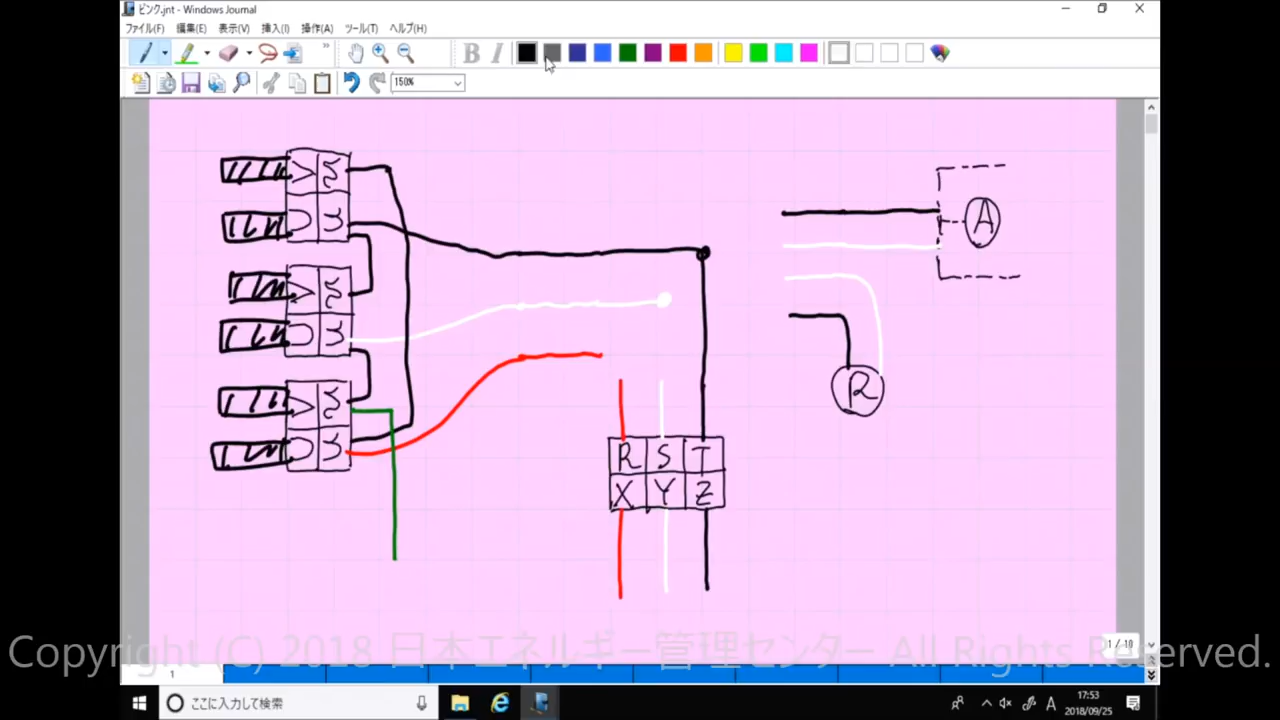 ピンク.jnt - Windows Journal
ファイル(F) 編集(E) 表示(V) 挿入(I) 操作(A) ツール(T) ヘルプ(H)
B I
150%
A
R
R S T
X Y Z
1 / 10
Copyright (C) 2018 日本エネルギー管理センター All Rights Reserved.
1
ここに入力して検索
A
17:53
2018/09/25